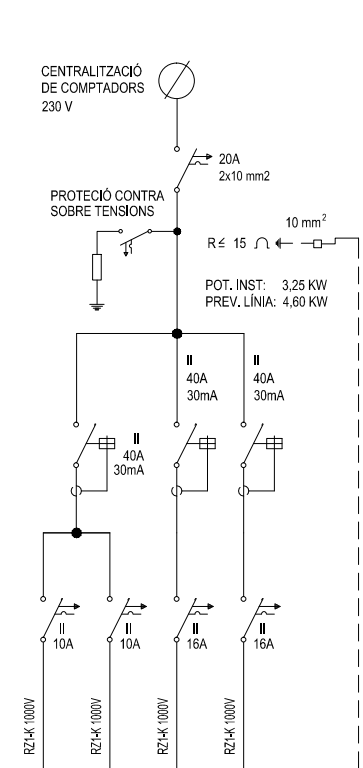 CENTRALITZACIÓ
DE COMPTADORS
230 V
20A
2x10 mm2
PROTECIÓ CONTRA
SOBRE TENSIONS
10 mm²
R ≤ 15 Ω
POT. INST: 3,25 KW
PREV. LÍNIA: 4,60 KW
II
40A
30mA
II
40A
30mA
II
40A
30mA
II
10A
II
10A
II
16A
II
16A
RZ1-K 1000V
RZ1-K 1000V
RZ1-K 1000V
RZ1-K 1000V